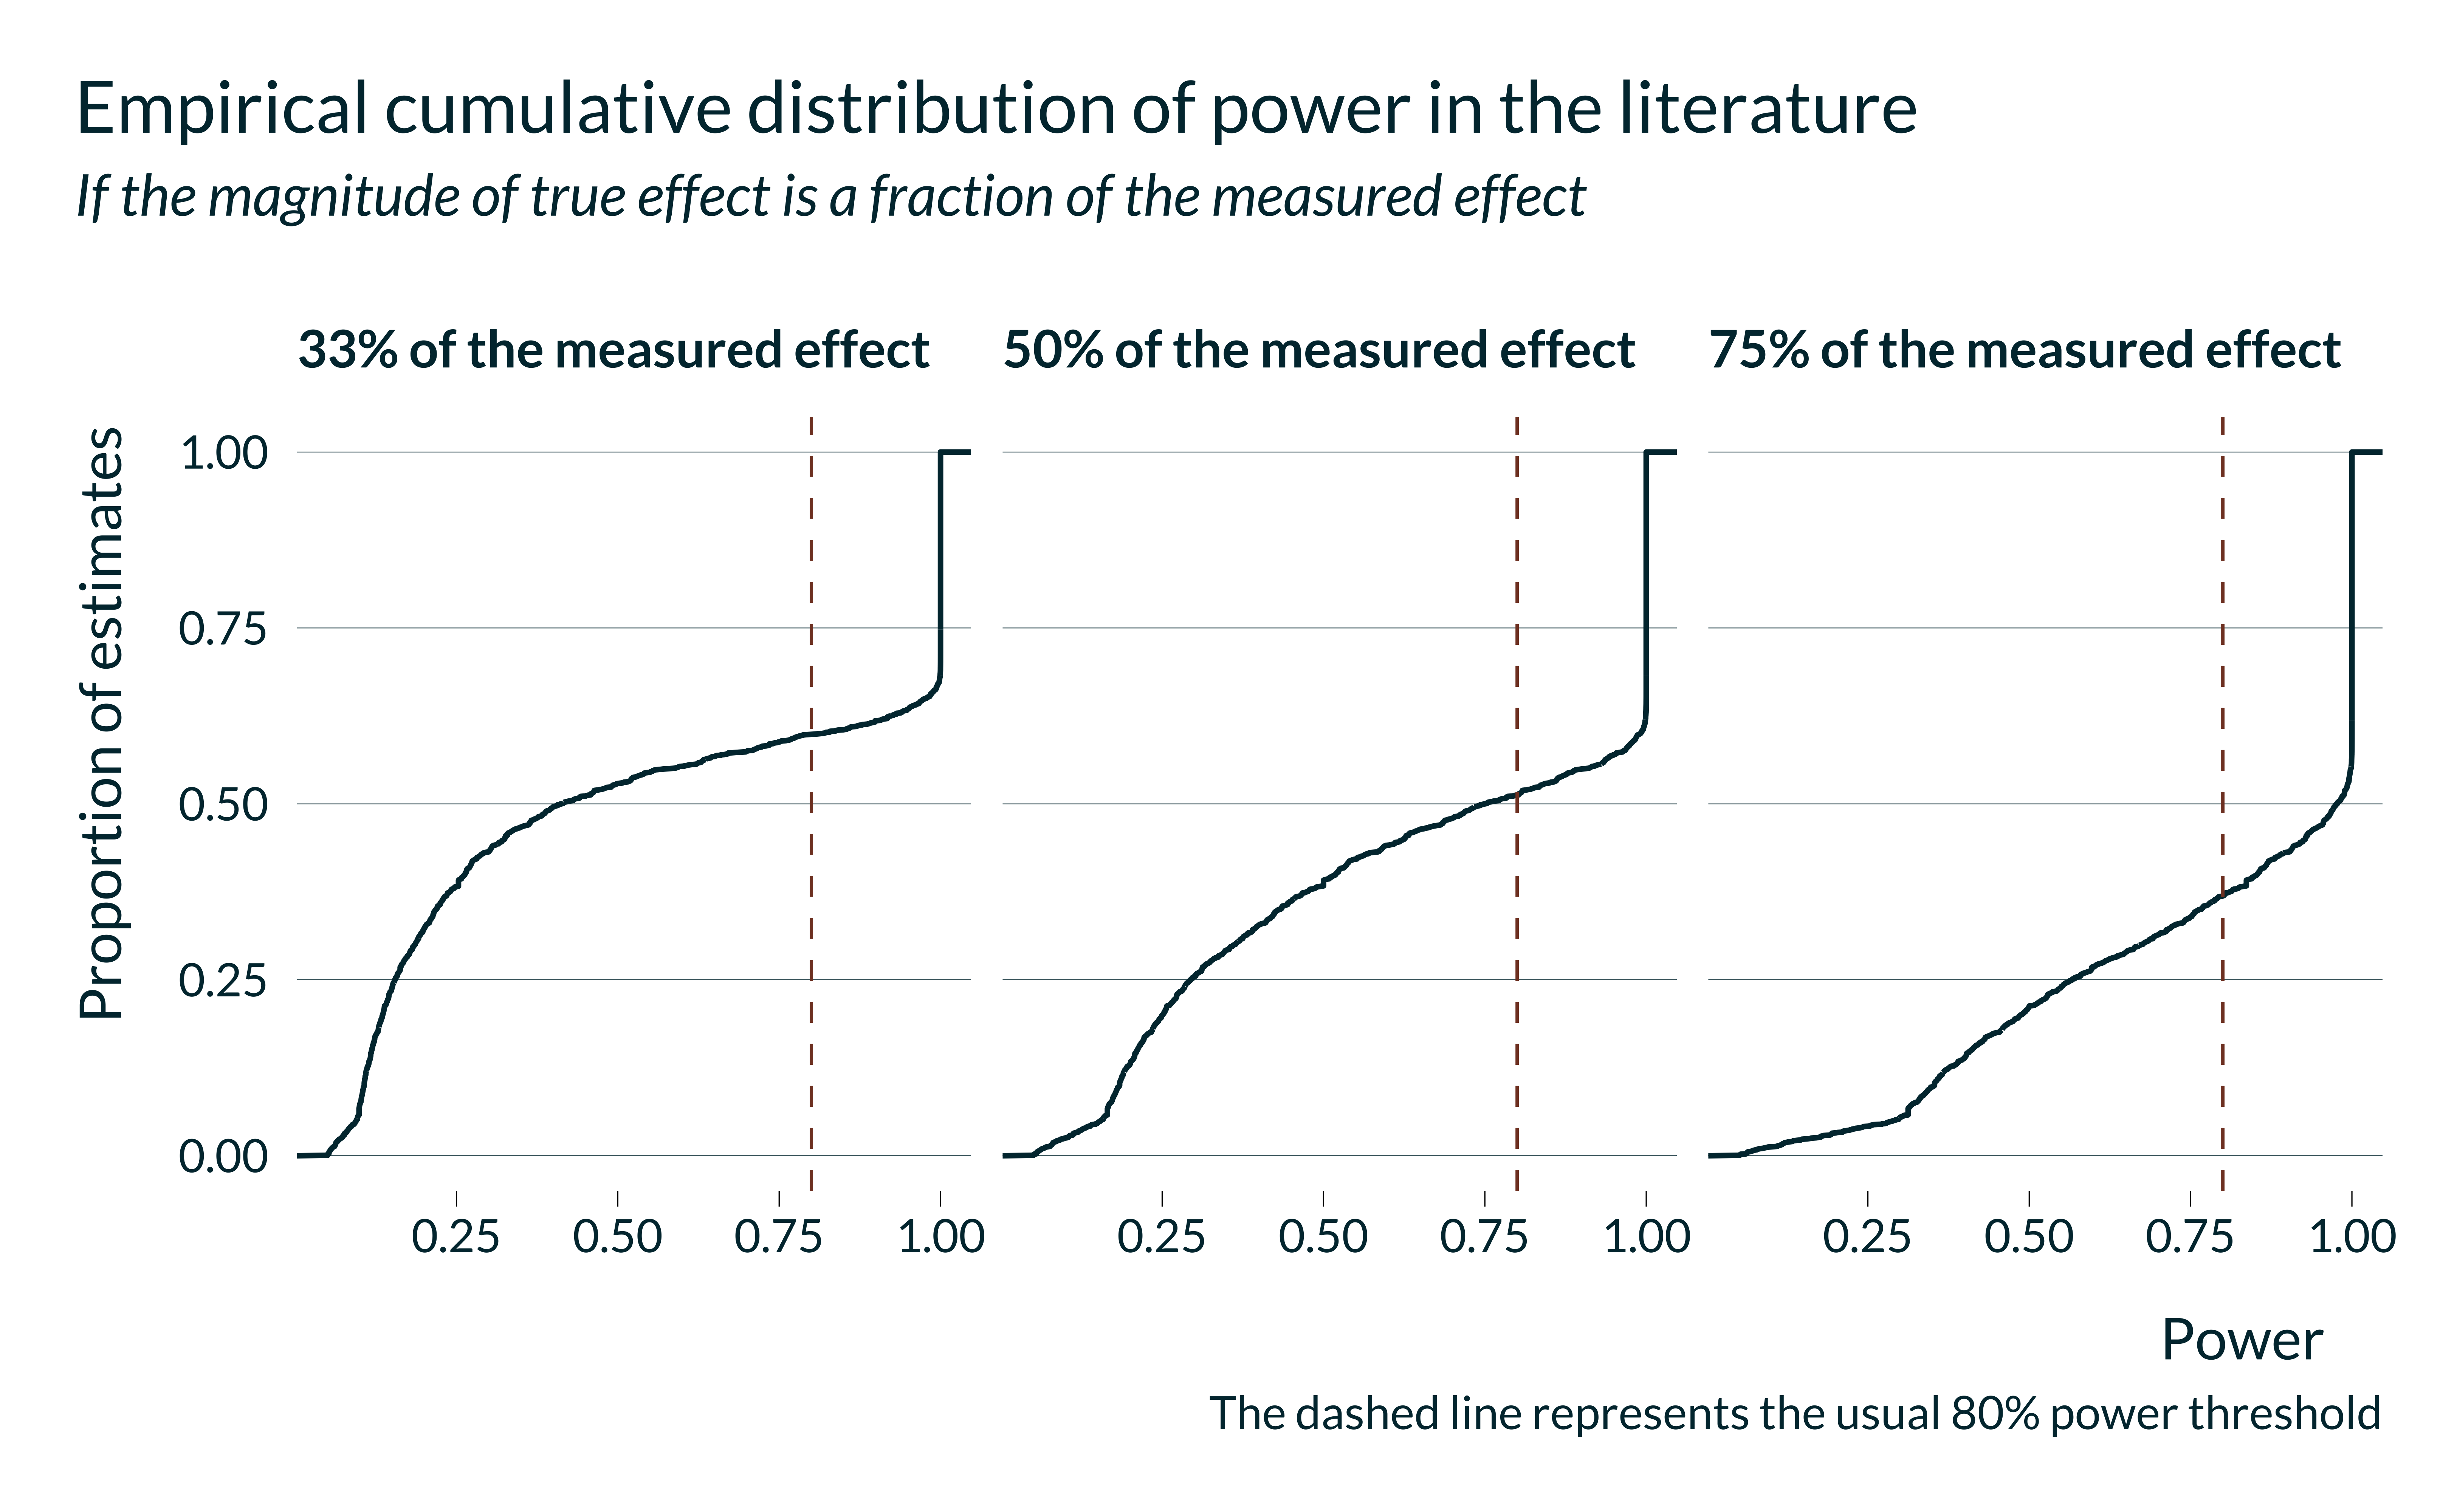 Empirical cumulative distribution of power in the literature
If the magnitude of true effect is a fraction of the measured effect
33% of the measured effect
50% of the measured effect
75% of the measured effect
Proportion of estimates
1.00
0.75
0.50
0.25
0.00
0.25 0.50 0.75 1.00
0.25 0.50 0.75 1.00
0.25 0.50 0.75 1.00
Power
The dashed line represents the usual 80% power threshold